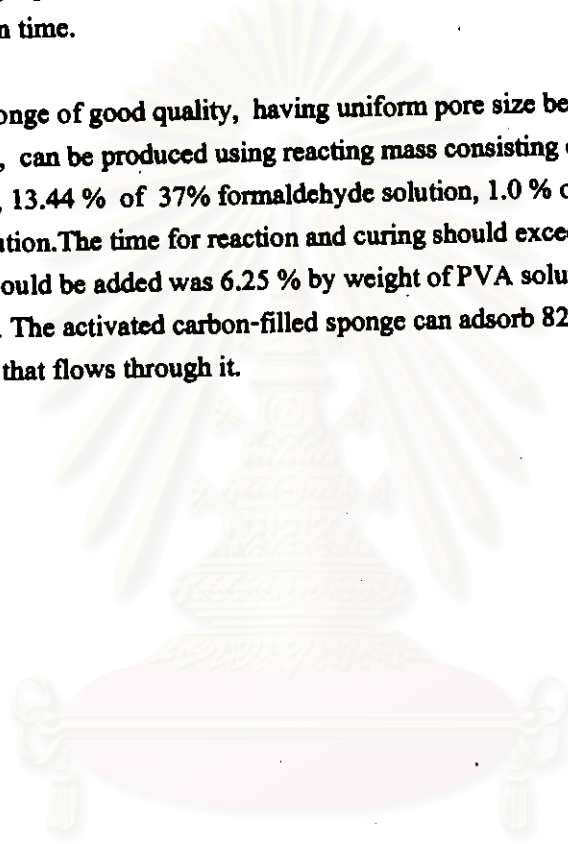 n time.
onge of good quality, having uniform pore size be
, can be produced using reacting mass consisting
, 13.44 % of 37% formaldehyde solution, 1.0 % o
ution.The time for reaction and curing should excee
ould be added was 6.25 % by weight of PVA solu
. The activated carbon-filled sponge can adsorb 82
that flows through it.